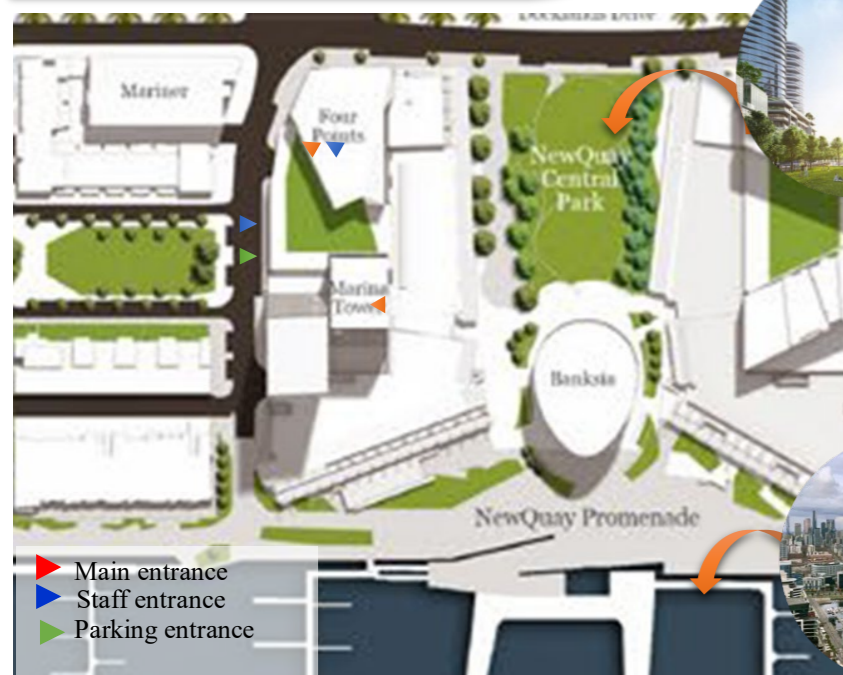 Docklands Drive
Mariner
Four
Points
NewQuay
Central
Park
Marina
Tower
Banksia
NewQuay Promenade
Main entrance
Staff entrance
Parking entrance